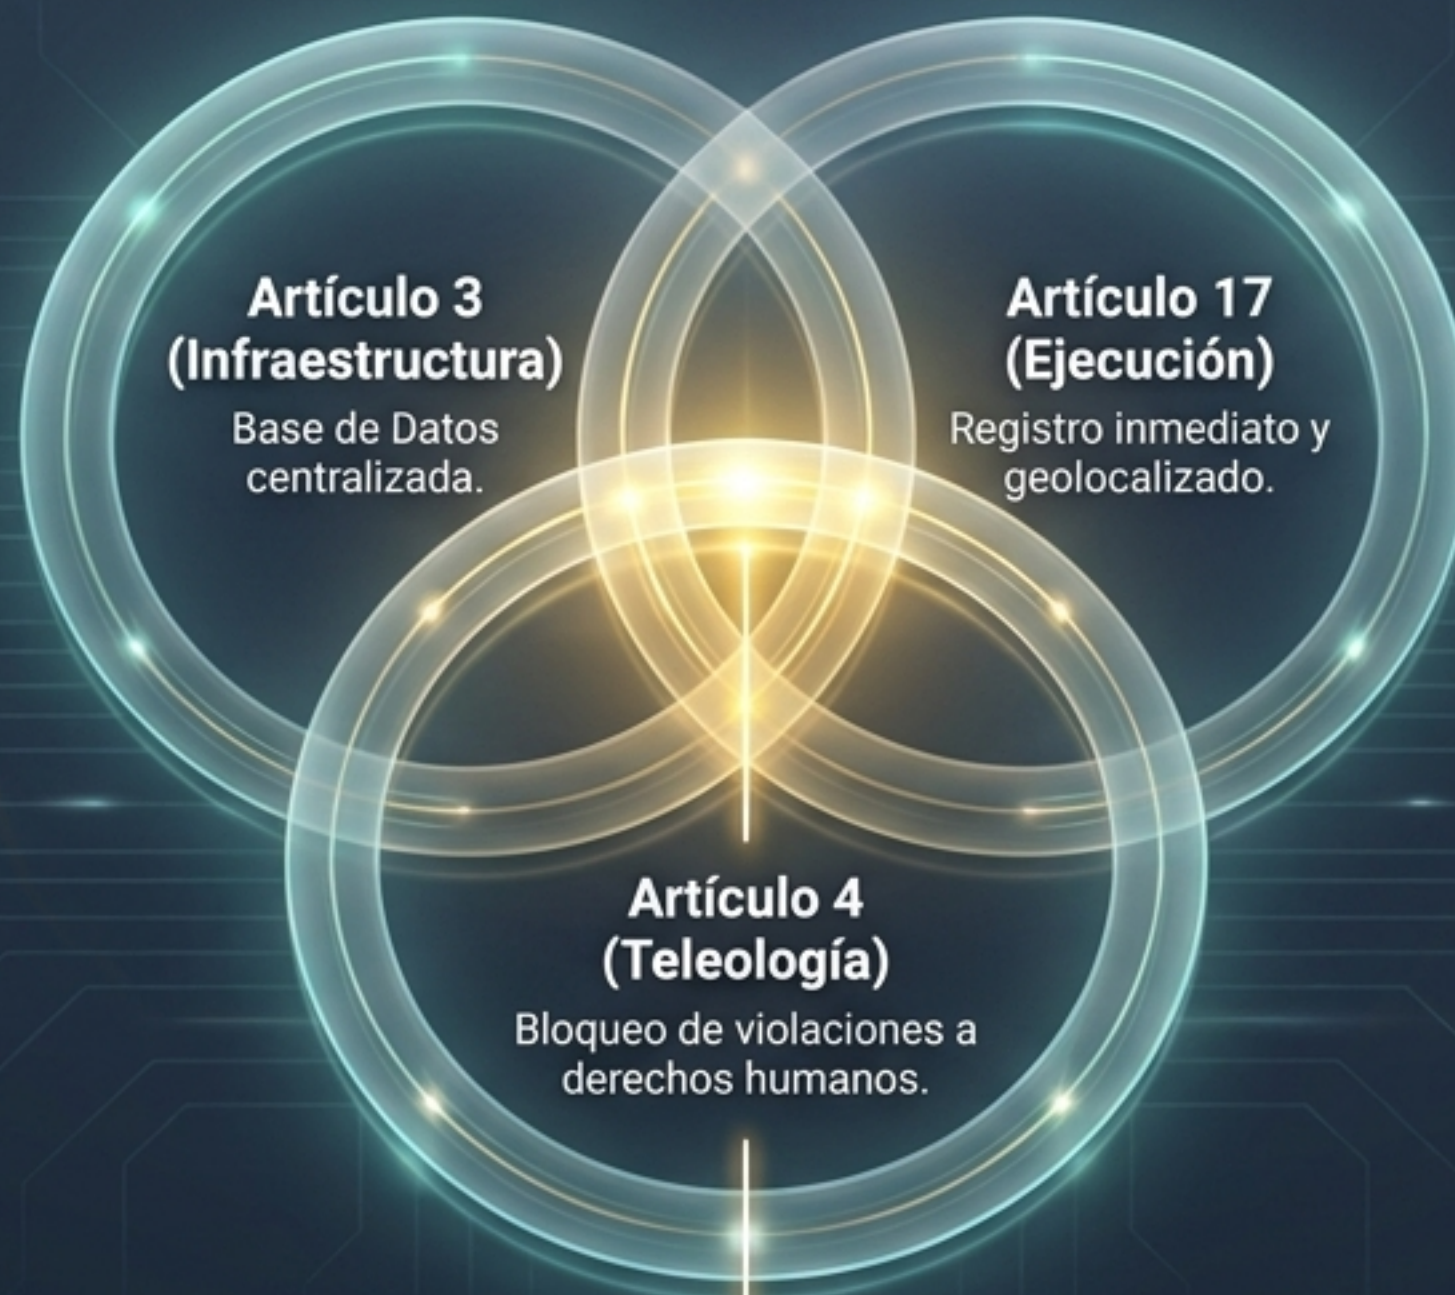 Artículo 3
(Infraestructura)
Base de Datos
centralizada.
Artículo 17
(Ejecución)
Registro inmediato y
geolocalizado.
Artículo 4
(Teleología)
Bloqueo de violaciones a
derechos humanos.